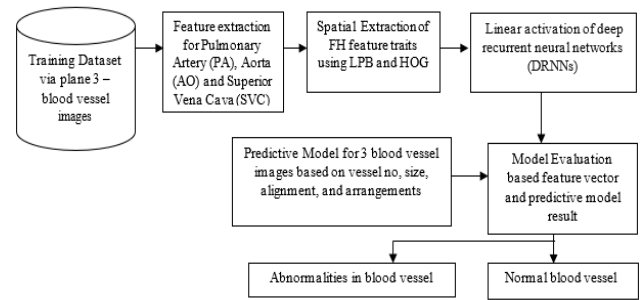 Training Dataset
via plane 3 –
blood vessel
images
Feature extraction
for Pulmonary
Artery (PA), Aorta
(AO) and Superior
Vena Cava (SVC)
Spatial Extraction of
FH feature traits
using LPB and HOG
Linear activation of deep
recurrent neural networks
(DRNNs)
Predictive Model for 3 blood vessel
images based on vessel no, size,
alignment, and arrangements
Model Evaluation
based feature vector
and predictive model
result
Abnormalities in blood vessel
Normal blood vessel